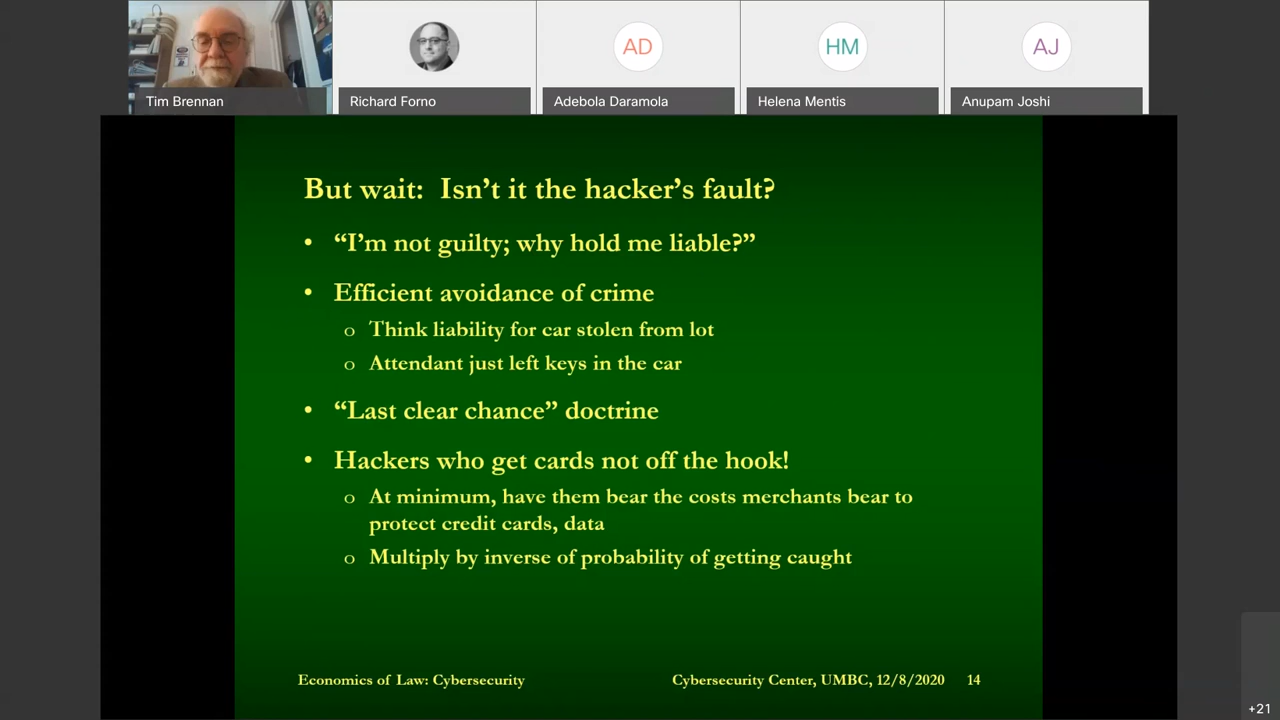 Tim Brennan
Richard Forno
AD
Adebola Daramola
HM
Helena Mentis
AJ
Anupam Joshi
But wait: Isn’t it the hacker’s fault?
• “I’m not guilty; why hold me liable?”
• Efficient avoidance of crime
o Think liability for car stolen from lot
o Attendant just left keys in the car
• “Last clear chance” doctrine
• Hackers who get cards not off the hook!
o At minimum, have them bear the costs merchants bear to
protect credit cards, data
o Multiply by inverse of probability of getting caught
Economics of Law: Cybersecurity
Cybersecurity Center, UMBC, 12/8/2020 14
+21